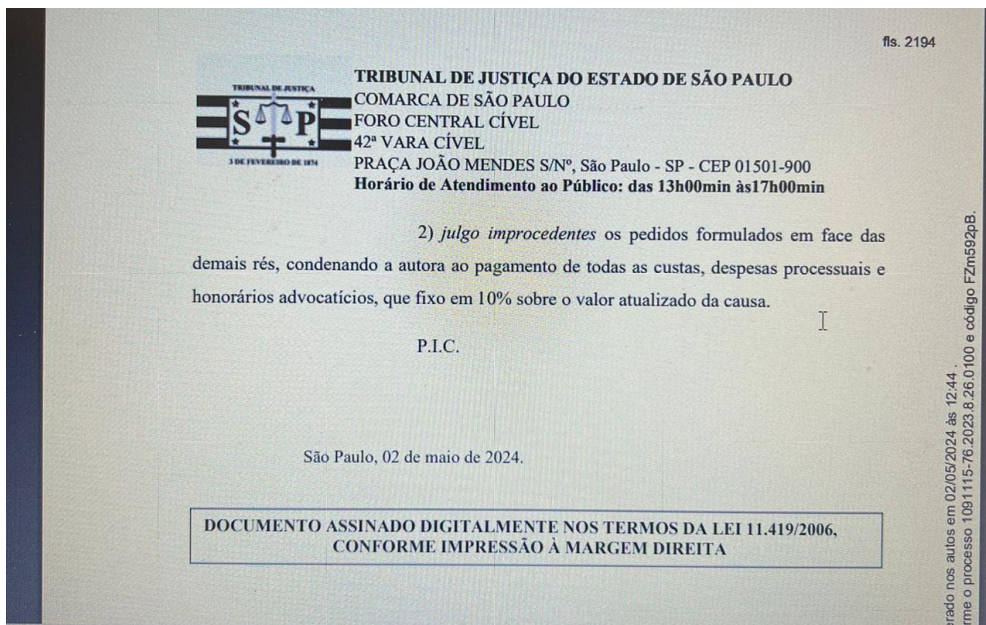 fls. 2194
TRIBUNAL DE JUSTIÇA
S P
3 DE FEVEREIRO DE 1874
TRIBUNAL DE JUSTIÇA DO ESTADO DE SÃO PAULO
COMARCA DE SÃO PAULO
FORO CENTRAL CÍVEL
42ª VARA CÍVEL
PRAÇA JOÃO MENDES S/Nº, São Paulo - SP - CEP 01501-900
Horário de Atendimento ao Público: das 13h00min às17h00min
2) julgo improcedentes os pedidos formulados em face das
demais rés, condenando a autora ao pagamento de todas as custas, despesas processuais e
honorários advocatícios, que fixo em 10% sobre o valor atualizado da causa.
P.I.C.
São Paulo, 02 de maio de 2024.
DOCUMENTO ASSINADO DIGITALMENTE NOS TERMOS DA LEI 11.419/2006,
CONFORME IMPRESSÃO À MARGEM DIREITA
erado nos autos em 02/05/2024 às 12:44 .
rme o processo 1091115-76.2023.8.26.0100 e código FZm592pB.